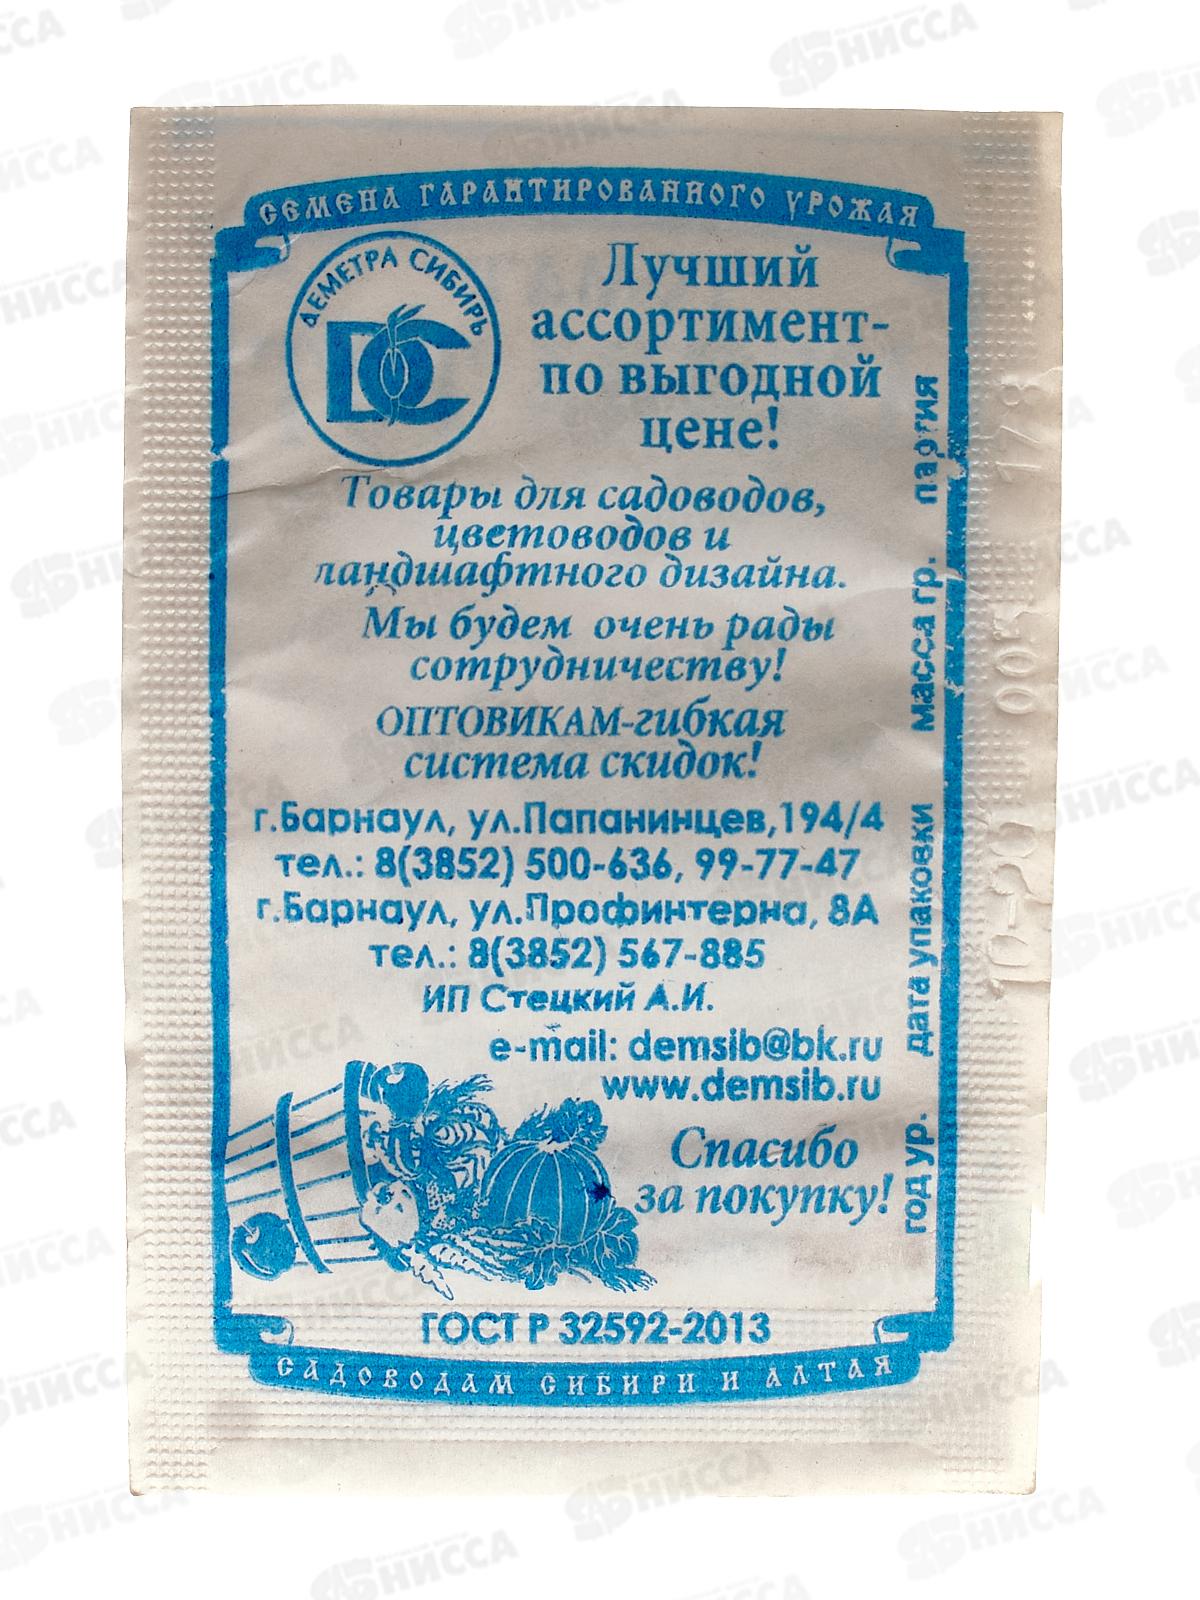 СЕМЕНА ГАРАНТИРОВАННОГО УРОЖАЯ
ДЕМЕТРА СИБИРЬ
DC
Лучший
ассортимент-
по выгодной
цене!
Товары для садоводов,
цветоводов и
ландшафтного дизайна.
Мы будем очень рады
сотрудничеству!
ОПТОВИКАМ-гибкая
система скидок!
г.Барнаул, ул.Папанинцев,194/4
тел.: 8(3852) 500-636, 99-77-47
г.Барнаул, ул.Профинтерна, 8А
тел.: 8(3852) 567-885
ИП Стецкий А.И.
e-mail: demsib@bk.ru
www.demsib.ru
Спасибо
за покупку!
год ур. дата упаковки масса гр. партия
ГОСТ Р 32592-2013
САДОВОДАМ СИБИРИ И АЛТАЯ